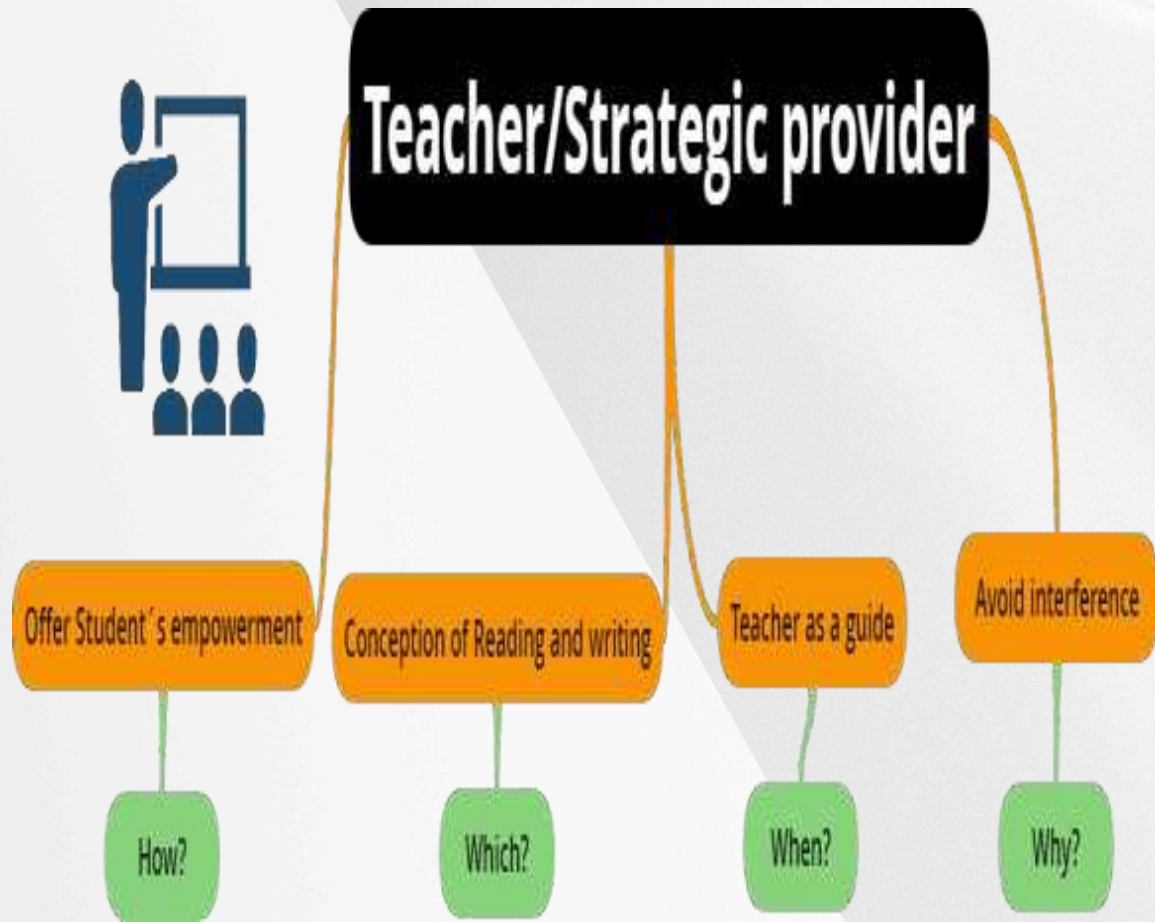 Teacher/Strategic provider
Offer Student´s empowerment
Conception of Reading and writing
Teacher as a guide
Avoid interference
How?
Which?
When?
Why?